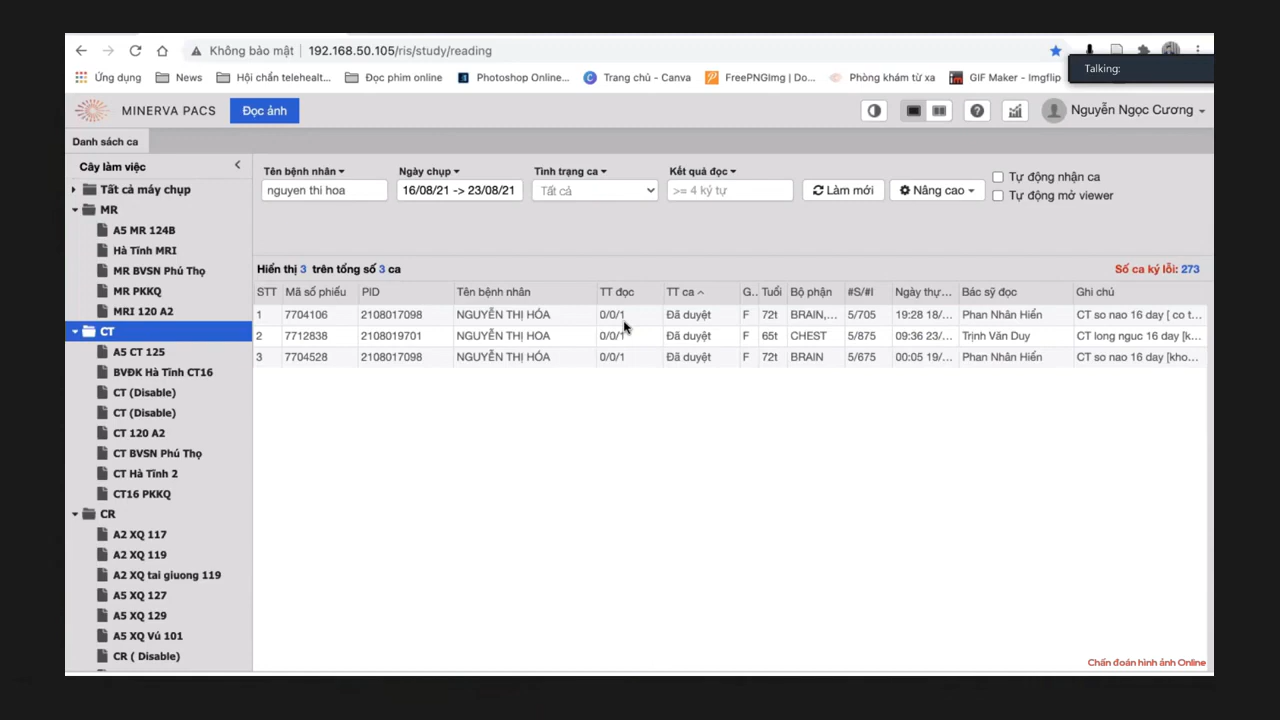 Không bảo mật 192.168.50.105/ris/study/reading
Ứng dụng News Hội chẩn telehealt... Đọc phim online Photoshop Online... Trang chủ - Canva FreePNGImg | Do... Phòng khám từ xa GIF Maker - Imgflip
Talking:
MINERVA PACS Đọc ảnh Nguyễn Ngọc Cương
Danh sách ca
Cây làm việc
Tất cả máy chụp
MR
A5 MR 124B
Hà Tĩnh MRI
MR BVSN Phú Thọ
MR PKKQ
MRI 120 A2
CT
A5 CT 125
BVĐK Hà Tĩnh CT16
CT (Disable)
CT (Disable)
CT 120 A2
CT BVSN Phú Thọ
CT Hà Tĩnh 2
CT16 PKKQ
CR
A2 XQ 117
A2 XQ 119
A2 XQ tai giuong 119
A5 XQ 127
A5 XQ 129
A5 XQ Vú 101
CR ( Disable)
Tên bệnh nhân Ngày chụp Tình trạng ca Kết quả đọc
nguyen thi hoa 16/08/21 -> 23/08/21 Tất cả >= 4 ký tự Làm mới Nâng cao
Tự động nhận ca
Tự động mở viewer
Hiển thị 3 trên tổng số 3 ca Số ca ký lỗi: 273
STT Mã số phiếu PID Tên bệnh nhân TT đọc TT ca G.. Tuổi Bộ phận #S/#I Ngày thự... Bác sỹ đọc Ghi chú
1 7704106 2108017098 NGUYỄN THỊ HÓA 0/0/1 Đã duyệt F 72t BRAIN,... 5/705 19:28 18/... Phan Nhân Hiển CT so nao 16 day [ co t...
2 7712838 2108019701 NGUYỄN THỊ HÒA 0/0/1 Đã duyệt F 65t CHEST 5/875 09:36 23/... Trịnh Văn Duy CT long nguc 16 day [k...
3 7704528 2108017098 NGUYỄN THỊ HÓA 0/0/1 Đã duyệt F 72t BRAIN 5/675 00:05 19/... Phan Nhân Hiển CT so nao 16 day [kho...
Chẩn đoán hình ảnh Online